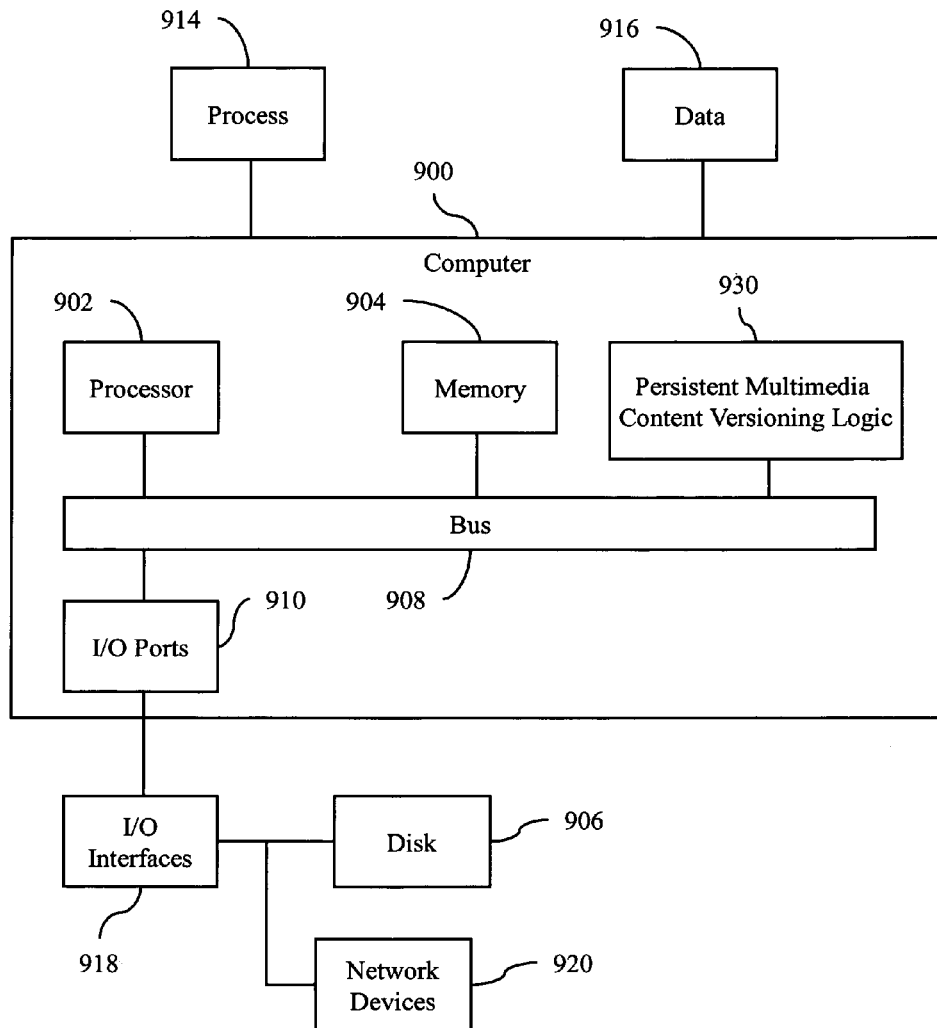 914
916
Process
Data
900
Computer
902
904
930
Processor
Memory
Persistent Multimedia
Content Versioning Logic
Bus
910
908
I/O Ports
I/O
Interfaces
Disk
906
918
Network
Devices
920